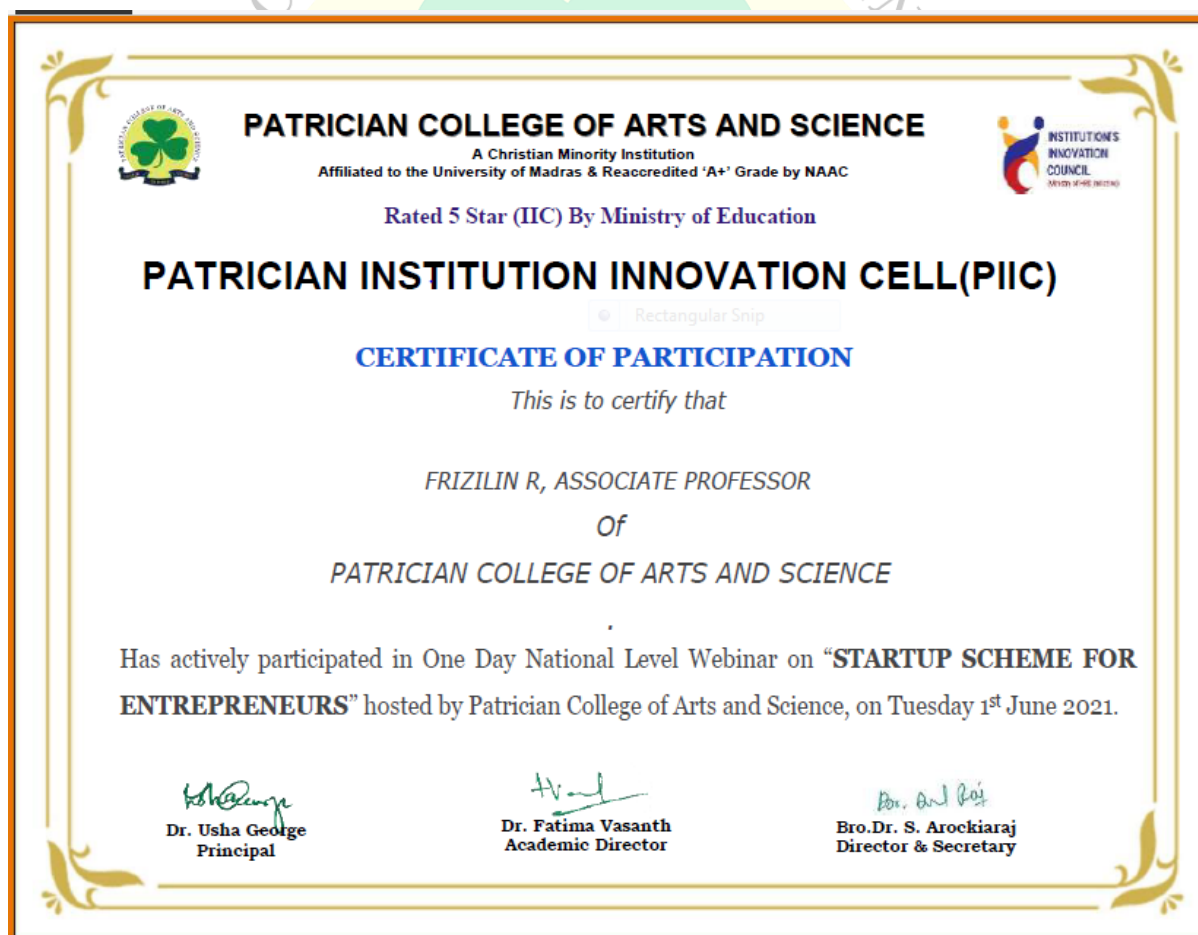 PATRICIAN COLLEGE OF ARTS AND SCIENCE
A Christian Minority Institution
Affiliated to the University of Madras & Reaccredited ‘A+’ Grade by NAAC
INSTITUTION'S
INNOVATION
COUNCIL
Rated 5 Star (IIC) By Ministry of Education
PATRICIAN INSTITUTION INNOVATION CELL(PIIC)
Rectangular Snip
CERTIFICATE OF PARTICIPATION
This is to certify that
FRIZILIN R, ASSOCIATE PROFESSOR
Of
PATRICIAN COLLEGE OF ARTS AND SCIENCE
.
Has actively participated in One Day National Level Webinar on “STARTUP SCHEME FOR
ENTREPRENEURS” hosted by Patrician College of Arts and Science, on Tuesday 1st June 2021.
Dr. Usha George
Principal
Dr. Fatima Vasanth
Academic Director
Bro.Dr. S. Arockiaraj
Director & Secretary